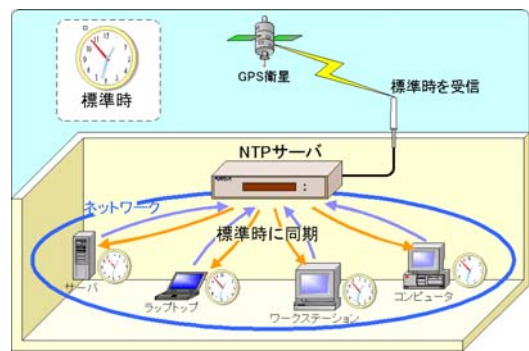 GPS衛星
標準時
標準時を受信
NTPサーバ
ネットワーク
標準時に同期
サーバ
ラップトップ
ワークステーション
コンピュータ